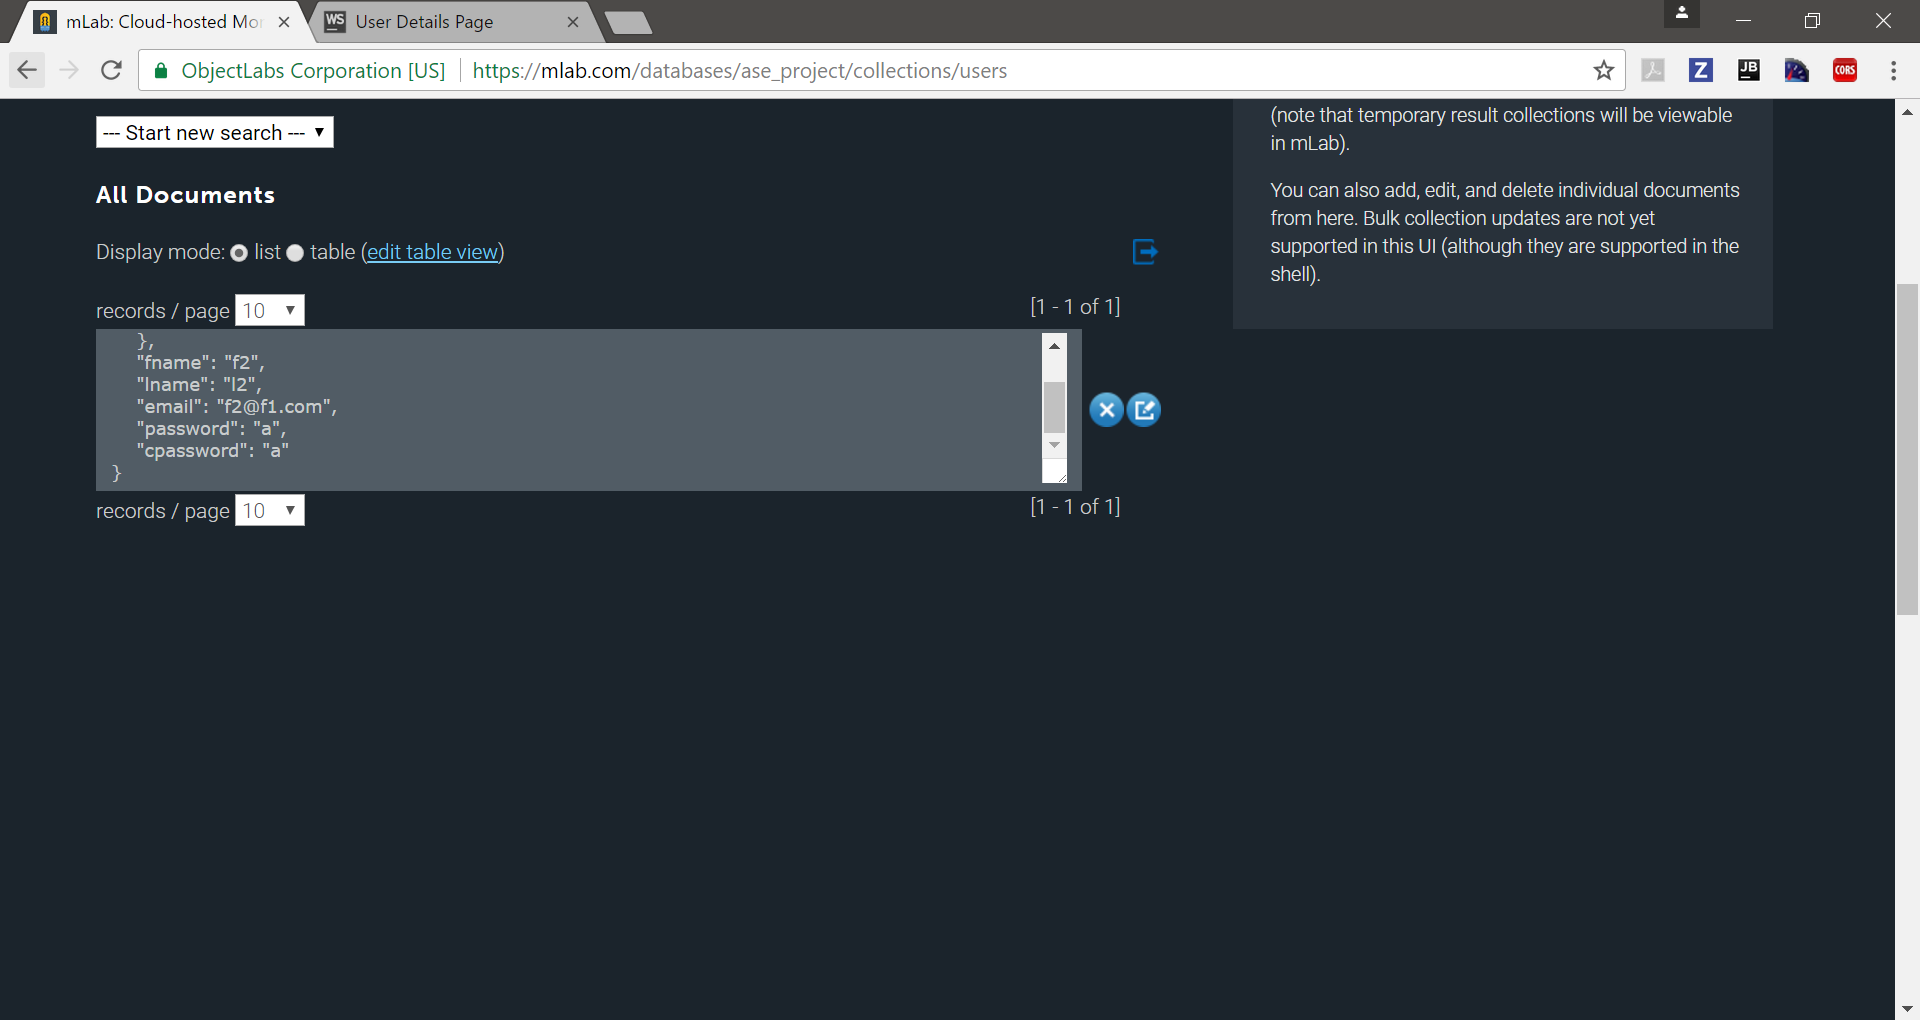 mLab: Cloud-hosted Mo
WS User Details Page
ObjectLabs Corporation [US] https://mlab.com/databases/ase_project/collections/users
Z
JB
CORS
--- Start new search ---
(note that temporary result collections will be viewable
in mLab).
You can also add, edit, and delete individual documents
from here. Bulk collection updates are not yet
supported in this UI (although they are supported in the
shell).
All Documents
Display mode: list table (edit table view)
records / page 10 [1 - 1 of 1]
},
"fname": "f2",
"lname": "l2",
"email": "f2@f1.com",
"password": "a",
"cpassword": "a"
}
records / page 10 [1 - 1 of 1]